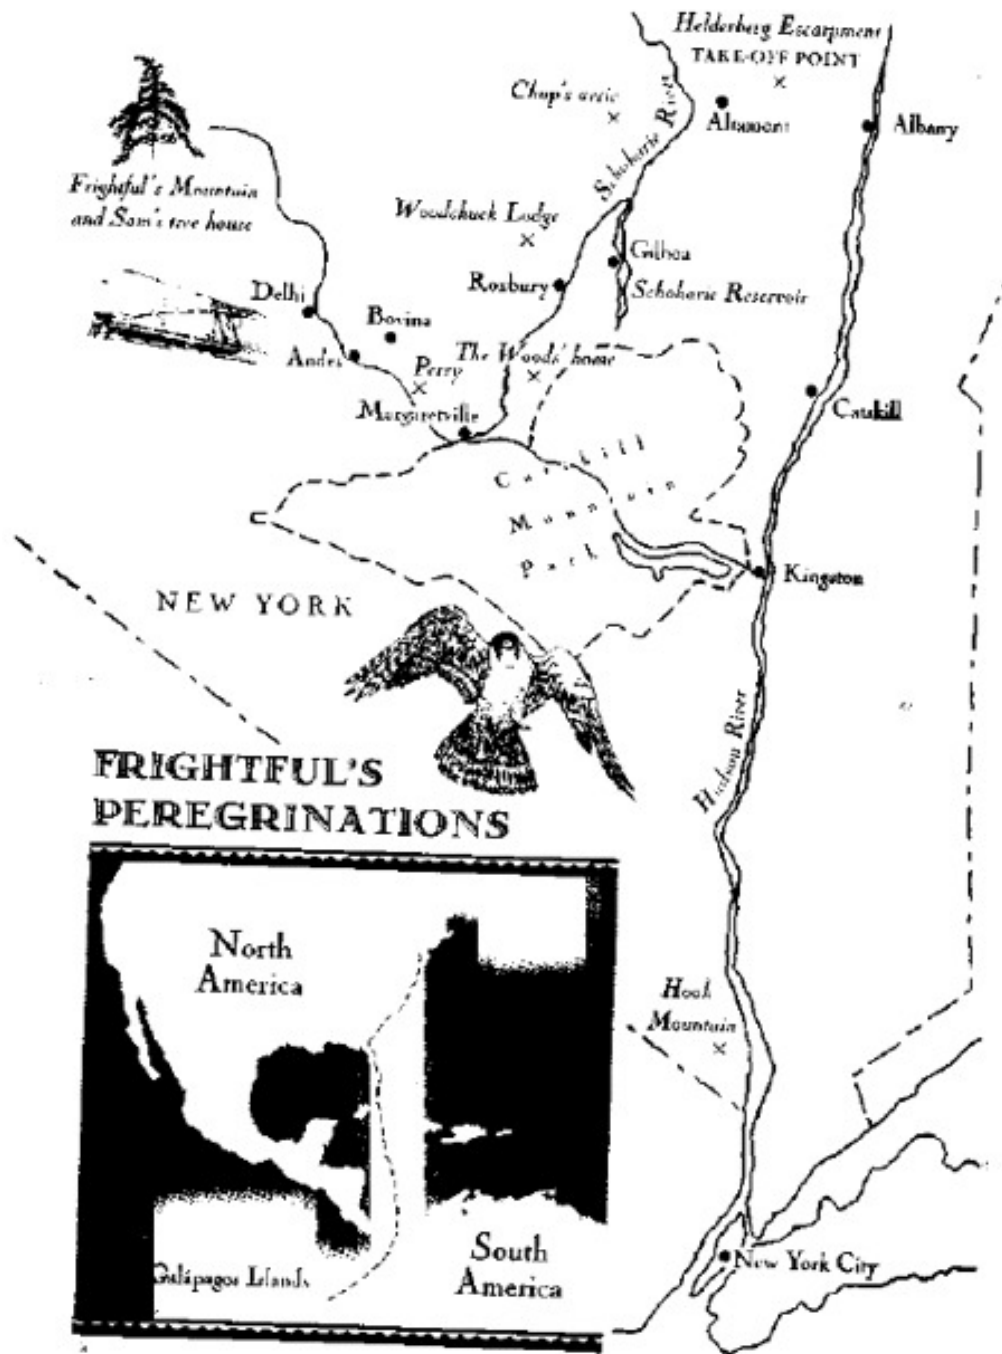 Helderberg Escarpment
TAKE-OFF POINT
Chup's attic
Schoharie River
Altamont
Albany
Frightful's Mountain
and Sam's tree house
Woodchuck Lodge
Gilboa
Roxbury
Schoharie Reservoir
Delhi
Bovina
Andes
Perry
The Woods' house
Margaretville
Catskill
Catskill
Mountain
Park
Kingston
NEW YORK
Hudson River
FRIGHTFUL'S
PEREGRINATIONS
North
America
Hook
Mountain
South
America
Galápagos Islands
New York City